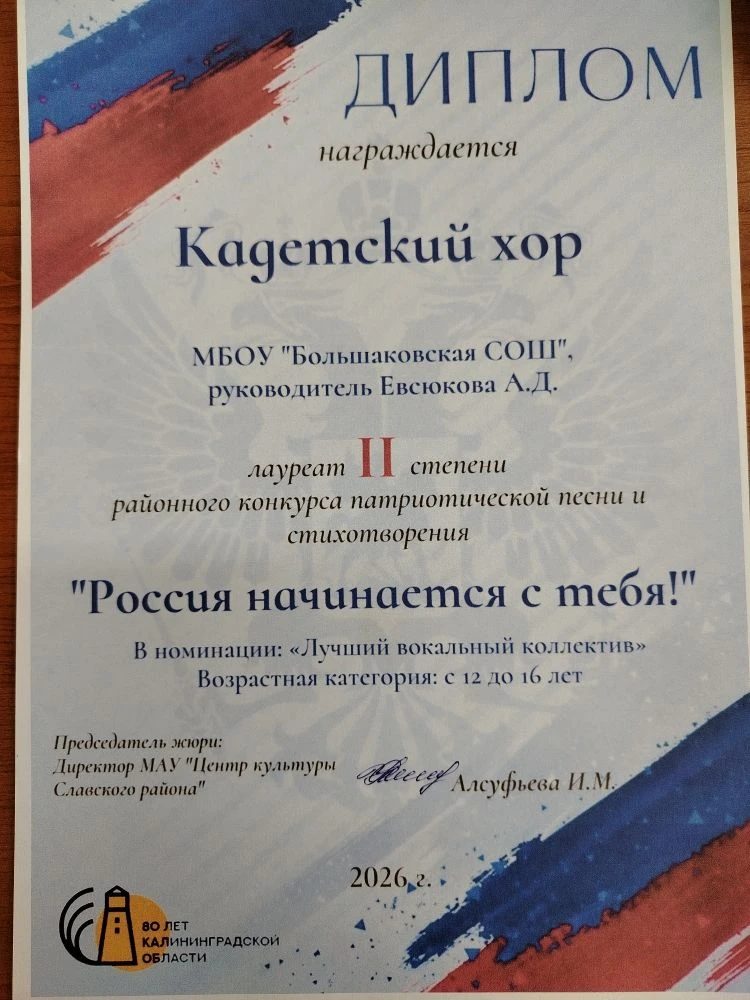 ДИПЛОМ
награждается
Кадетский хор
МБОУ "Большаковская СОШ",
руководитель Евсюкова А.Д.
лауреат II степени
районного конкурса патриотической песни и
стихотворения
"Россия начинается с тебя!"
В номинации: «Лучший вокальный коллектив»
Возрастная категория: с 12 до 16 лет
Председатель жюри:
Директор МАУ "Центр культуры
Славского района"
Алсуфьева И.М.
2026 г.
80 ЛЕТ
КАЛИНИНГРАДСКОЙ
ОБЛАСТИ